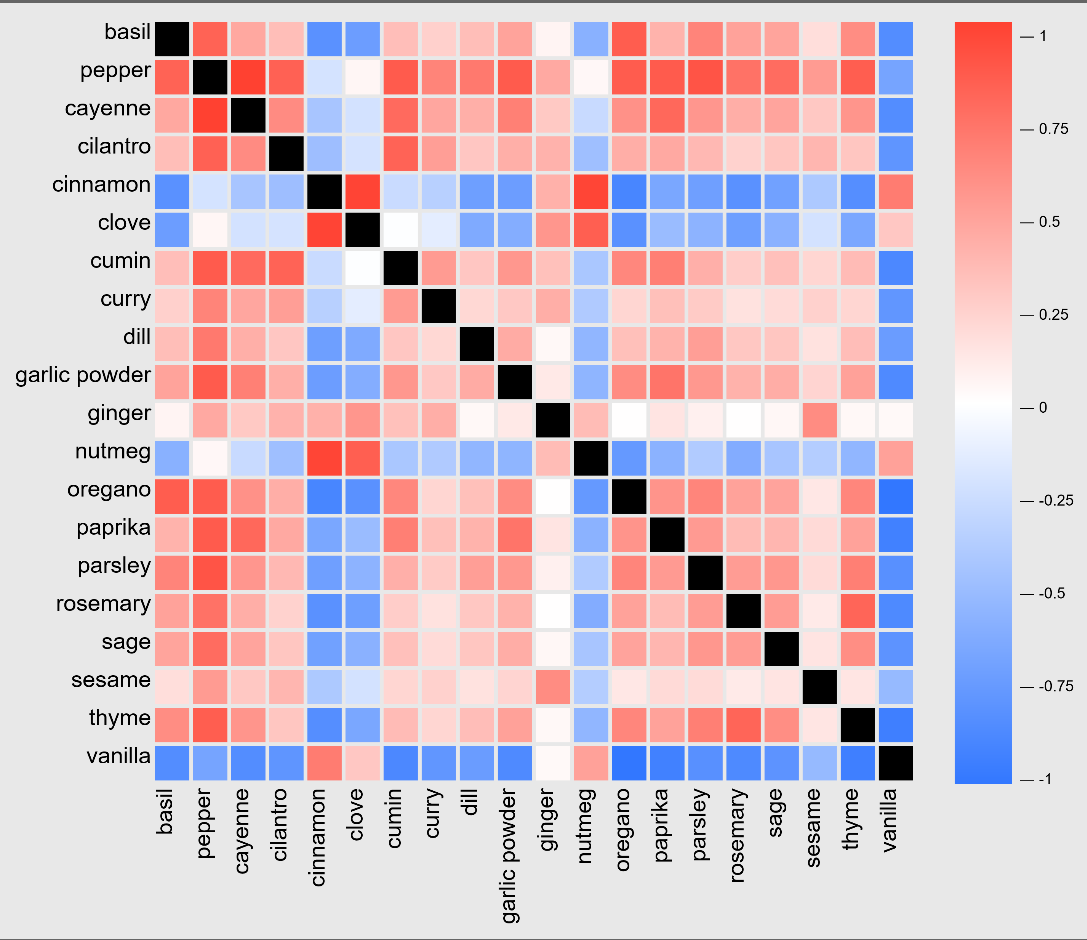 basil
pepper
cayenne
cilantro
cinnamon
clove
cumin
curry
dill
garlic powder
ginger
nutmeg
oregano
paprika
parsley
rosemary
sage
sesame
thyme
vanilla
basil
pepper
cayenne
cilantro
cinnamon
clove
cumin
curry
dill
garlic powder
ginger
nutmeg
oregano
paprika
parsley
rosemary
sage
sesame
thyme
vanilla
1
0.75
0.5
0.25
0
-0.25
-0.5
-0.75
-1